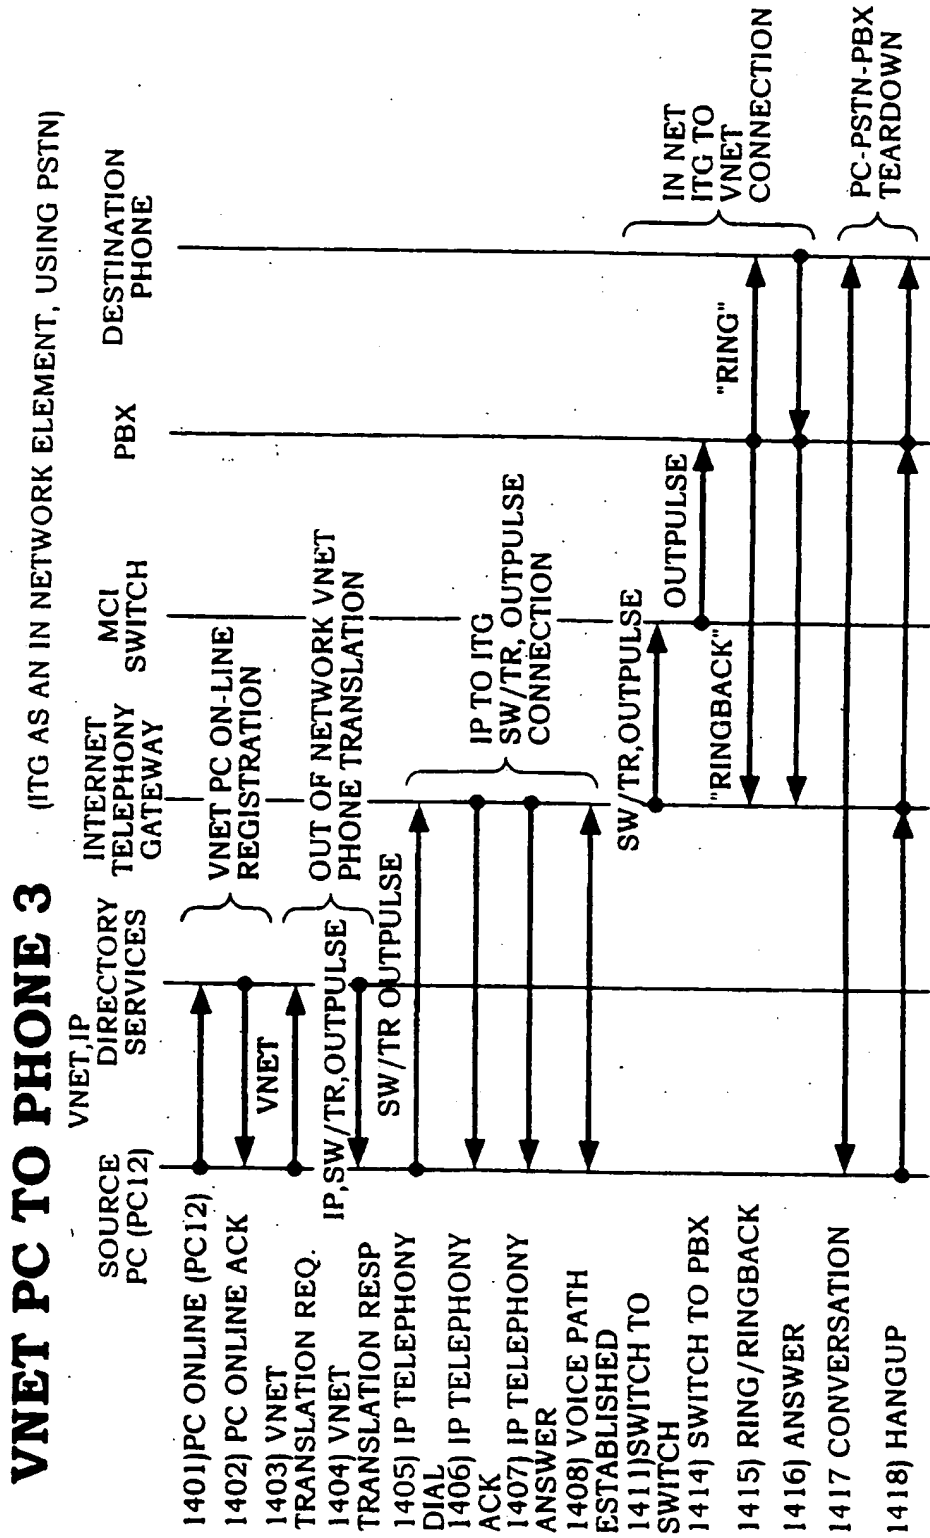 VNET PC TO PHONE 3
(ITG AS AN IN NETWORK ELEMENT, USING PSTN)
SOURCE
PC (PC12)
VNET,IP
DIRECTORY
SERVICES
INTERNET
TELEPHONY
GATEWAY
MCI
SWITCH
PBX
DESTINATION
PHONE
1401)PC ONLINE (PC12)
1402) PC ONLINE ACK
VNET PC ON-LINE
REGISTRATION
VNET
1403) VNET
TRANSLATION REQ.
OUT OF NETWORK VNET
PHONE TRANSLATION
IP,SW/TR,OUTPULSE
1404) VNET
TRANSLATION RESP
SW/TR OUTPULSE
1405) IP TELEPHONY
DIAL
1406) IP TELEPHONY
ACK
1407) IP TELEPHONY
ANSWER
1408) VOICE PATH
ESTABLISHED
IP TO ITG
SW/TR, OUTPULSE
CONNECTION
SW/TR,OUTPULSE
1411)SWITCH TO
SWITCH
OUTPULSE
1414) SWITCH TO PBX
"RINGBACK"
"RING"
1415) RING/RINGBACK
1416) ANSWER
IN NET
ITG TO
VNET
CONNECTION
1417 CONVERSATION
1418) HANGUP
PC-PSTN-PBX
TEARDOWN